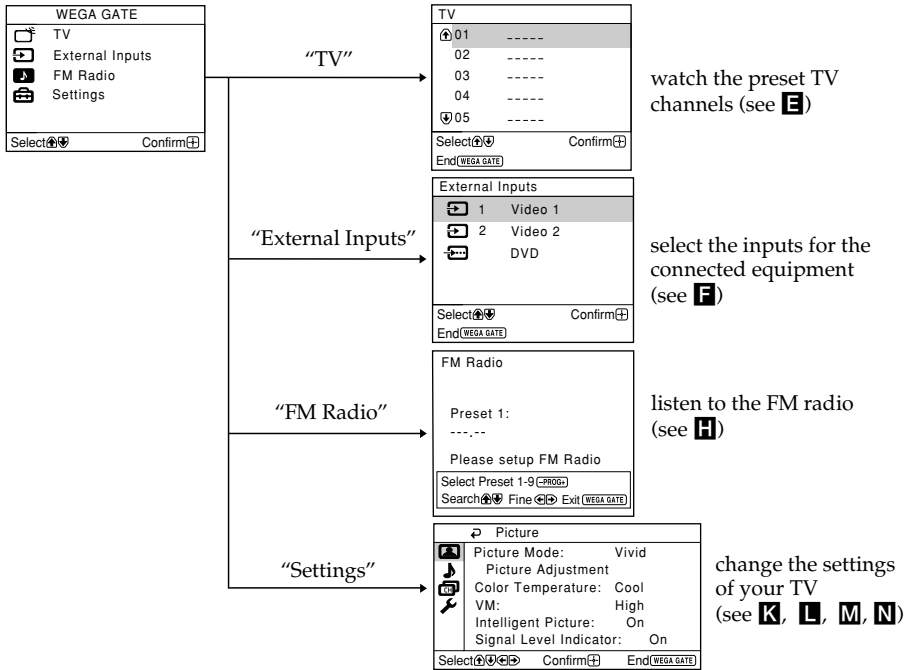 WEGA GATE
TV
External Inputs
FM Radio
Settings
Select Confirm
"TV"
TV
01 -----
02 -----
03 -----
04 -----
05 -----
Select Confirm
End WEGA GATE
watch the preset TV
channels (see E)
"External Inputs"
External Inputs
1 Video 1
2 Video 2
DVD
Select Confirm
End WEGA GATE
select the inputs for the
connected equipment
(see F)
"FM Radio"
FM Radio
Preset 1:
---.--
Please setup FM Radio
Select Preset 1-9 -PROG+
Search Fine Exit WEGA GATE
listen to the FM radio
(see H)
"Settings"
Picture
Picture Mode: Vivid
Picture Adjustment
Color Temperature: Cool
VM: High
Intelligent Picture: On
Signal Level Indicator: On
CH
Select Confirm End WEGA GATE
change the settings
of your TV
(see K, L, M, N)